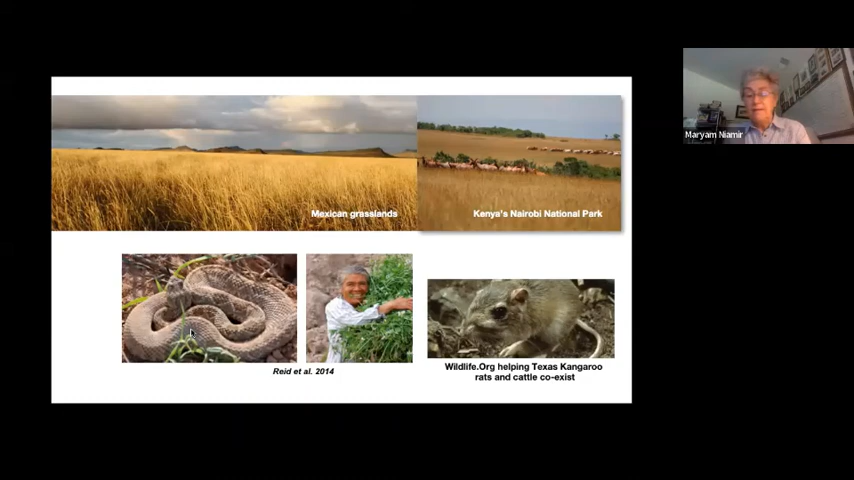 Maryam Niamir
Mexican grasslands
Kenya's Nairobi National Park
Reid et al. 2014
Wildlife.Org helping Texas Kangaroo
rats and cattle co-exist